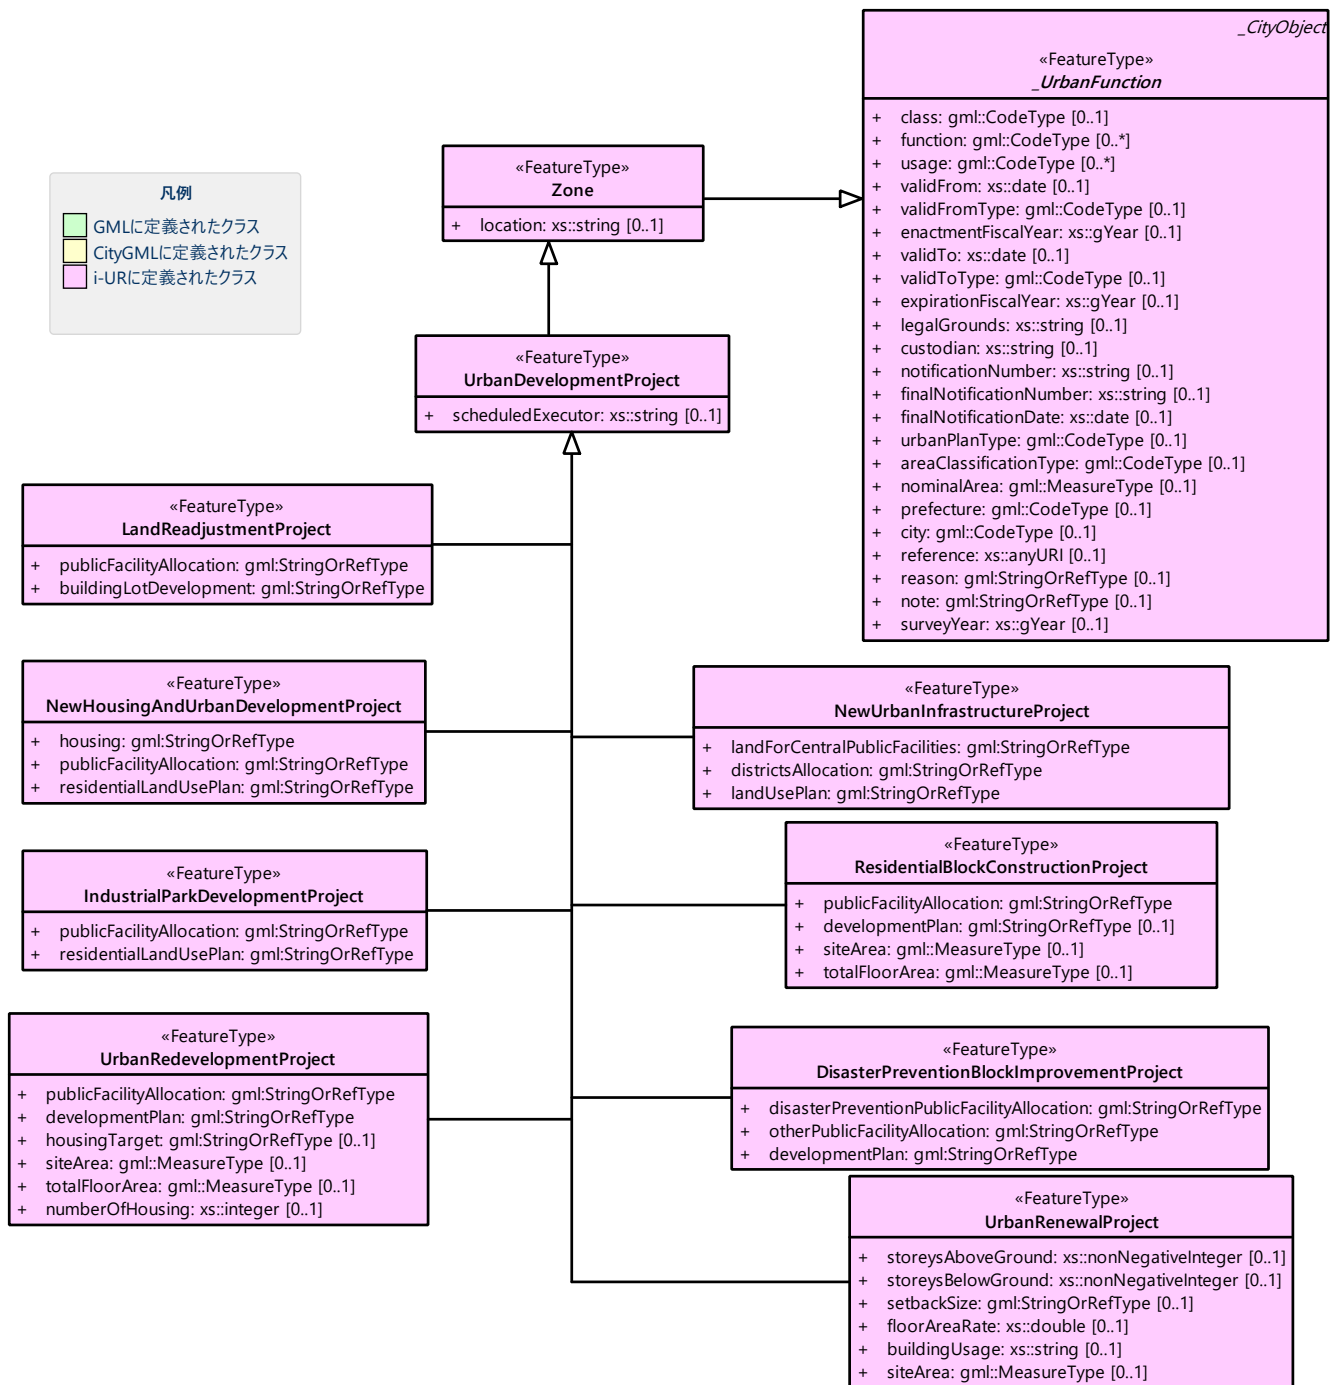 _CityObject
«FeatureType»
_UrbanFunction
+ class: gml::CodeType [0..1]
+ function: gml::CodeType [0..*]
+ usage: gml::CodeType [0..*]
+ validFrom: xs::date [0..1]
+ validFromType: gml::CodeType [0..1]
+ enactmentFiscalYear: xs::gYear [0..1]
+ validTo: xs::date [0..1]
+ validToType: gml::CodeType [0..1]
+ expirationFiscalYear: xs::gYear [0..1]
+ legalGrounds: xs::string [0..1]
+ custodian: xs::string [0..1]
+ notificationNumber: xs::string [0..1]
+ finalNotificationNumber: xs::string [0..1]
+ finalNotificationDate: xs::date [0..1]
+ urbanPlanType: gml::CodeType [0..1]
+ areaClassificationType: gml::CodeType [0..1]
+ nominalArea: gml::MeasureType [0..1]
+ prefecture: gml::CodeType [0..1]
+ city: gml::CodeType [0..1]
+ reference: xs::anyURI [0..1]
+ reason: gml:StringOrRefType [0..1]
+ note: gml:StringOrRefType [0..1]
+ surveyYear: xs::gYear [0..1]
«FeatureType»
Zone
+ location: xs::string [0..1]
凡例
GMLに定義されたクラス
CityGMLに定義されたクラス
i-URに定義されたクラス
«FeatureType»
UrbanDevelopmentProject
+ scheduledExecutor: xs::string [0..1]
«FeatureType»
LandReadjustmentProject
+ publicFacilityAllocation: gml:StringOrRefType
+ buildingLotDevelopment: gml:StringOrRefType
«FeatureType»
NewHousingAndUrbanDevelopmentProject
+ housing: gml:StringOrRefType
+ publicFacilityAllocation: gml:StringOrRefType
+ residentialLandUsePlan: gml:StringOrRefType
«FeatureType»
NewUrbanInfrastructureProject
+ landForCentralPublicFacilities: gml:StringOrRefType
+ districtsAllocation: gml:StringOrRefType
+ landUsePlan: gml:StringOrRefType
«FeatureType»
IndustrialParkDevelopmentProject
+ publicFacilityAllocation: gml:StringOrRefType
+ residentialLandUsePlan: gml:StringOrRefType
«FeatureType»
ResidentialBlockConstructionProject
+ publicFacilityAllocation: gml:StringOrRefType
+ developmentPlan: gml:StringOrRefType [0..1]
+ siteArea: gml::MeasureType [0..1]
+ totalFloorArea: gml::MeasureType [0..1]
«FeatureType»
UrbanRedevelopmentProject
+ publicFacilityAllocation: gml:StringOrRefType
+ developmentPlan: gml:StringOrRefType
+ housingTarget: gml:StringOrRefType [0..1]
+ siteArea: gml::MeasureType [0..1]
+ totalFloorArea: gml::MeasureType [0..1]
+ numberOfHousing: xs::integer [0..1]
«FeatureType»
DisasterPreventionBlockImprovementProject
+ disasterPreventionPublicFacilityAllocation: gml:StringOrRefType
+ otherPublicFacilityAllocation: gml:StringOrRefType
+ developmentPlan: gml:StringOrRefType
«FeatureType»
UrbanRenewalProject
+ storeysAboveGround: xs::nonNegativeInteger [0..1]
+ storeysBelowGround: xs::nonNegativeInteger [0..1]
+ setbackSize: gml:StringOrRefType [0..1]
+ floorAreaRate: xs::double [0..1]
+ buildingUsage: xs::string [0..1]
+ siteArea: gml::MeasureType [0..1]